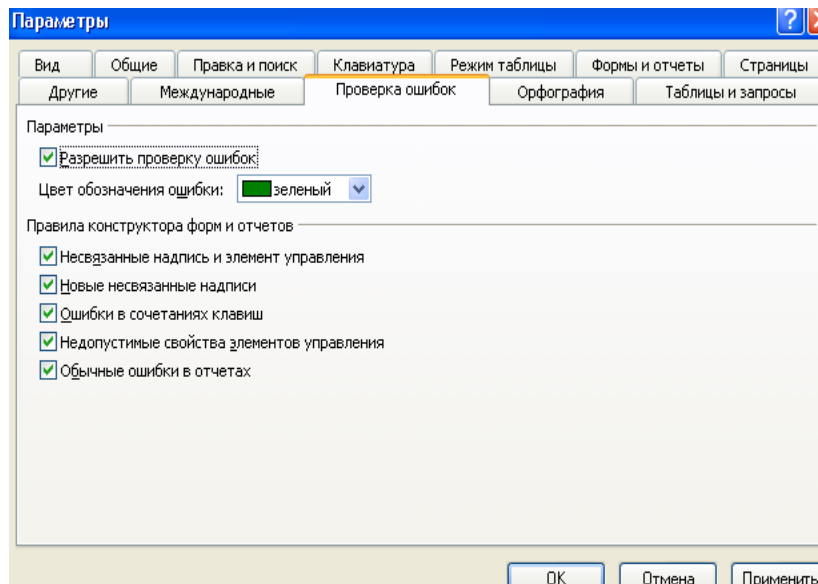 Параметры
Вид Общие Правка и поиск Клавиатура Режим таблицы Формы и отчеты Страницы
Другие Международные Проверка ошибок Орфография Таблицы и запросы
Параметры
Разрешить проверку ошибок
Цвет обозначения ошибки: зеленый
Правила конструктора форм и отчетов
Несвязанные надпись и элемент управления
Новые несвязанные надписи
Ошибки в сочетаниях клавиш
Недопустимые свойства элементов управления
Обычные ошибки в отчетах
ОК Отмена Применить